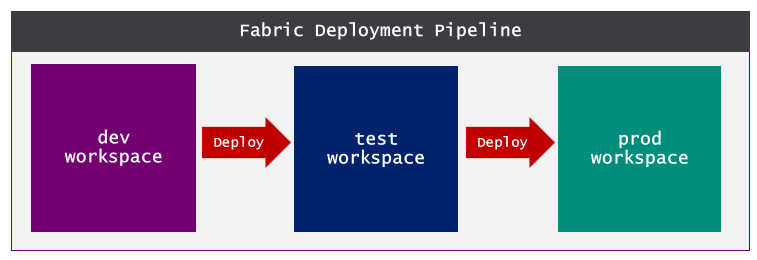 Fabric Deployment Pipeline
dev
workspace
Deploy
test
workspace
Deploy
prod
workspace